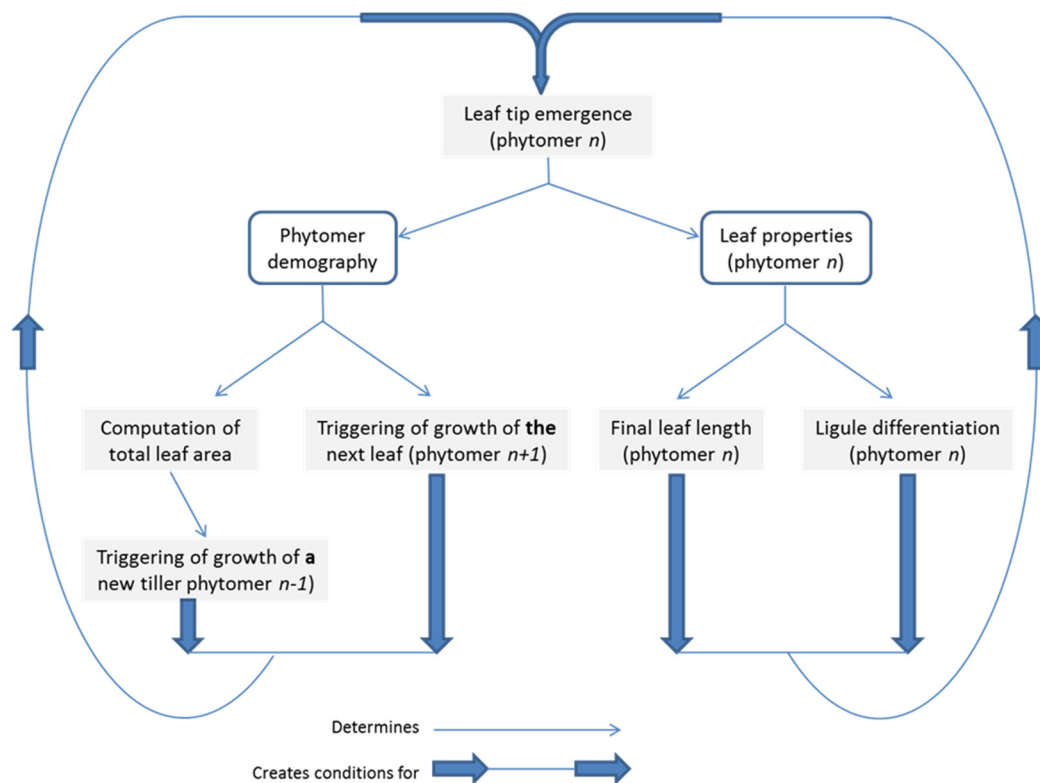 Leaf tip emergence
(phytomer n)
Phytomer
demography
Leaf properties
(phytomer n)
Computation of
total leaf area
Triggering of growth of the
next leaf (phytomer n+1)
Final leaf length
(phytomer n)
Ligule differentiation
(phytomer n)
Triggering of growth of a
new tiller phytomer n-1)
Determines
Creates conditions for